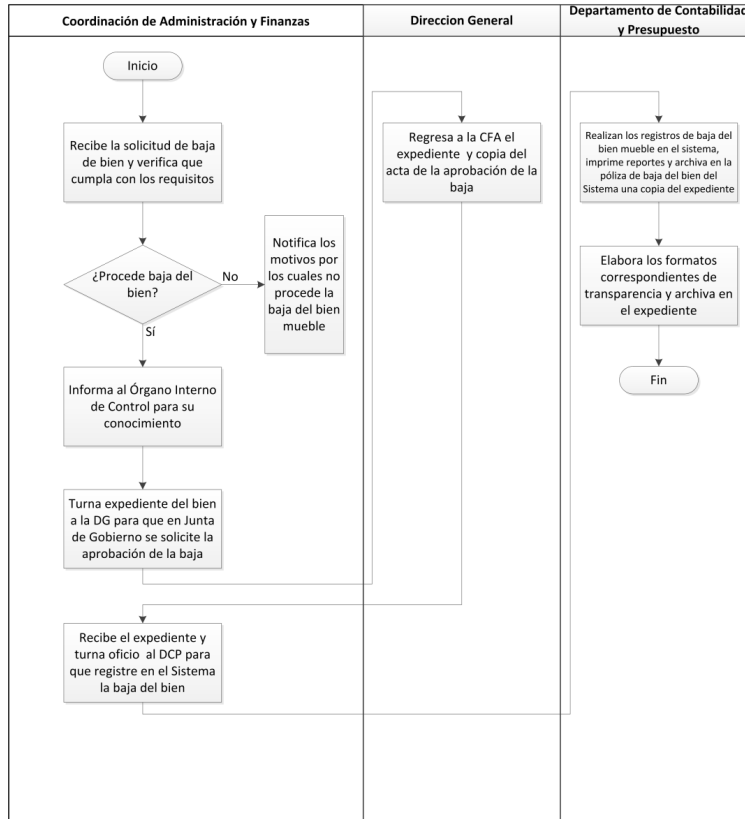 Coordinación de Administración y Finanzas
Direccion General
Departamento de Contabilidad
y Presupuesto
Inicio
Recibe la solicitud de baja
de bien y verifica que
cumpla con los requisitos
¿Procede baja del
bien?
No
Sí
Notifica los
motivos por
los cuales no
procede la
baja del bien
mueble
Informa al Órgano Interno
de Control para su
conocimiento
Turna expediente del bien
a la DG para que en Junta
de Gobierno se solicite la
aprobación de la baja
Regresa a la CFA el
expediente y copia del
acta de la aprobación de la
baja
Recibe el expediente y
turna oficio al DCP para
que registre en el Sistema
la baja del bien
Realizan los registros de baja del
bien mueble en el sistema,
imprime reportes y archiva en la
póliza de baja del bien del
Sistema una copia del expediente
Elabora los formatos
correspondientes de
transparencia y archiva en
el expediente
Fin